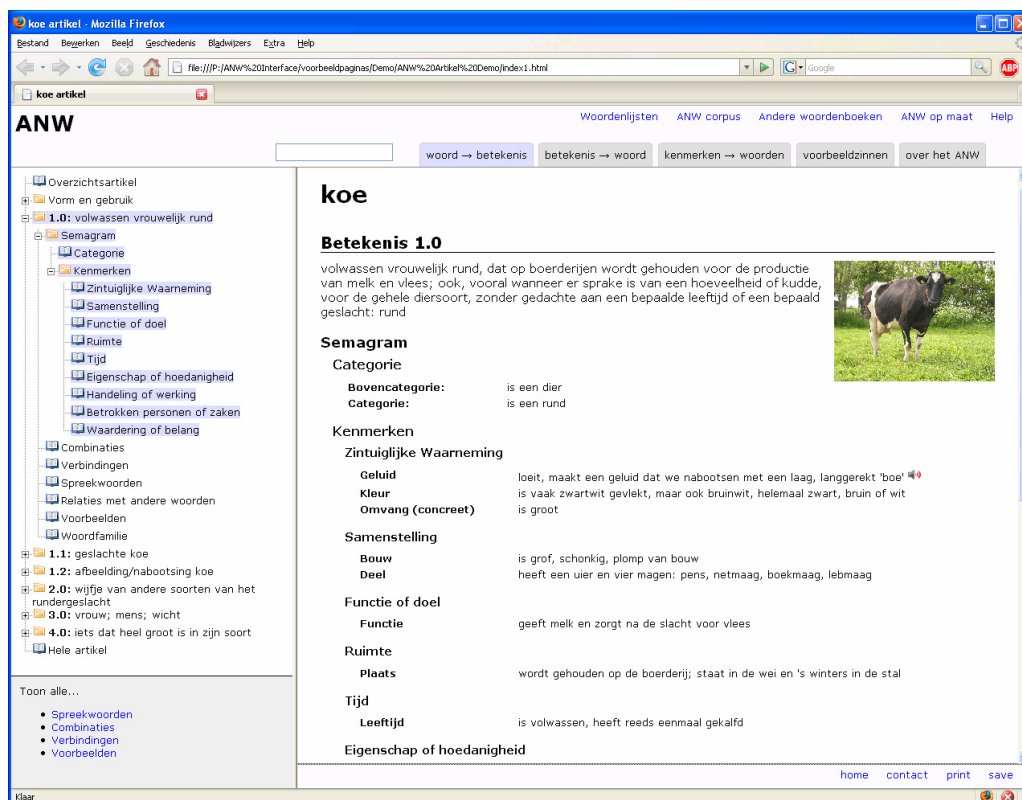 koe artikel - Mozilla Firefox
Bestand Bewerken Beeld Geschiedenis Bladwijzers Extra Help
file:///P:/ANW%20Interface/voorbeeldpaginas/Demo/ANW%20Artikel%20Demo/index1.html
G Google
ABP
koe artikel
ANW
Woordenlijsten ANW corpus Andere woordenboeken ANW op maat Help
woord → betekenis betekenis → woord kenmerken → woorden voorbeeldzinnen over het ANW
Overzichtsartikel
Vorm en gebruik
1.0: volwassen vrouwelijk rund
Semagram
Categorie
Kenmerken
Zintuiglijke Waarneming
Samenstelling
Functie of doel
Ruimte
Tijd
Eigenschap of hoedanigheid
Handeling of werking
Betrokken personen of zaken
Waardering of belang
Combinaties
Verbindingen
Spreekwoorden
Relaties met andere woorden
Voorbeelden
Woordfamilie
1.1: geslachte koe
1.2: afbeelding/nabootsing koe
2.0: wijfje van andere soorten van het
rundergeslacht
3.0: vrouw; mens; wicht
4.0: iets dat heel groot is in zijn soort
Hele artikel
Toon alle...
Spreekwoorden
Combinaties
Verbindingen
Voorbeelden
koe
Betekenis 1.0
volwassen vrouwelijk rund, dat op boerderijen wordt gehouden voor de productie
van melk en vlees; ook, vooral wanneer er sprake is van een hoeveelheid of kudde,
voor de gehele diersoort, zonder gedachte aan een bepaalde leeftijd of een bepaald
geslacht: rund
Semagram
Categorie
Bovencategorie: is een dier
Categorie: is een rund
Kenmerken
Zintuiglijke Waarneming
Geluid loeit, maakt een geluid dat we nabootsen met een laag, langgerekt 'boe'
Kleur is vaak zwartwit gevlekt, maar ook bruinwit, helemaal zwart, bruin of wit
Omvang (concreet) is groot
Samenstelling
Bouw is grof, schonkig, plomp van bouw
Deel heeft een uier en vier magen: pens, netmaag, boekmaag, lebmaag
Functie of doel
Functie geeft melk en zorgt na de slacht voor vlees
Ruimte
Plaats wordt gehouden op de boerderij; staat in de wei en 's winters in de stal
Tijd
Leeftijd is volwassen, heeft reeds eenmaal gekalfd
Eigenschap of hoedanigheid
home contact print save
Klaar